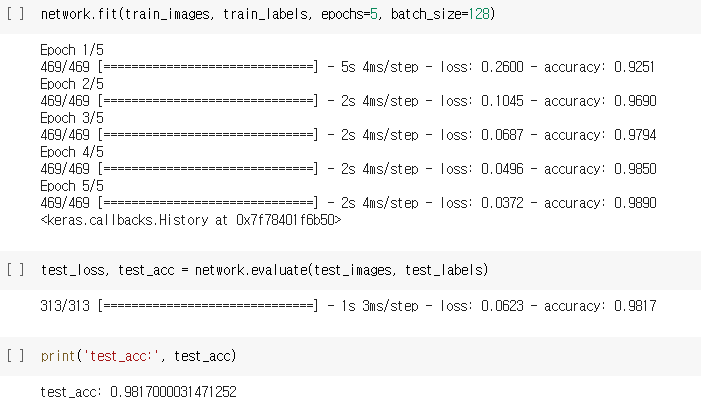 [ ] network.fit(train_images, train_labels, epochs=5, batch_size=128)
Epoch 1/5
469/469 [==============================] - 5s 4ms/step - loss: 0.2600 - accuracy: 0.9251
Epoch 2/5
469/469 [==============================] - 2s 4ms/step - loss: 0.1045 - accuracy: 0.9690
Epoch 3/5
469/469 [==============================] - 2s 4ms/step - loss: 0.0687 - accuracy: 0.9794
Epoch 4/5
469/469 [==============================] - 2s 4ms/step - loss: 0.0496 - accuracy: 0.9850
Epoch 5/5
469/469 [==============================] - 2s 4ms/step - loss: 0.0372 - accuracy: 0.9890
<keras.callbacks.History at 0x7f78401f6b50>
[ ] test_loss, test_acc = network.evaluate(test_images, test_labels)
313/313 [==============================] - 1s 3ms/step - loss: 0.0623 - accuracy: 0.9817
[ ] print('test_acc:', test_acc)
test_acc: 0.9817000031471252